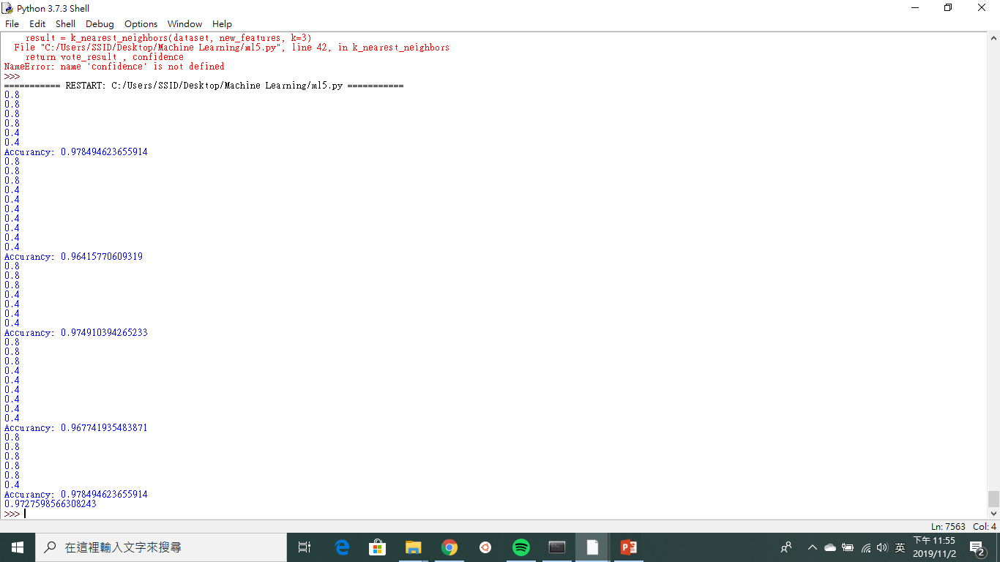 Python 3.7.3 Shell
File Edit Shell Debug Options Window Help
result = k_nearest_neighbors(dataset, new_features, k=3)
File "C:/Users/SSID/Desktop/Machine Learning/ml5.py", line 42, in k_nearest_neighbors
return vote_result , confidence
NameError: name 'confidence' is not defined
>>>
=========== RESTART: C:/Users/SSID/Desktop/Machine Learning/ml5.py ===========
0.8
0.8
0.8
0.8
0.4
0.4
Accurancy: 0.978494623655914
0.8
0.8
0.8
0.4
0.4
0.4
0.4
0.4
0.4
0.4
Accurancy: 0.96415770609319
0.8
0.8
0.8
0.4
0.4
0.4
0.4
Accurancy: 0.974910394265233
0.8
0.8
0.8
0.4
0.4
0.4
0.4
0.4
0.4
Accurancy: 0.967741935483871
0.8
0.8
0.8
0.8
0.8
0.4
Accurancy: 0.978494623655914
0.9727598566308243
>>>
Ln: 7563 Col: 4
在這裡輸入文字來搜尋
英
下午 11:55
2019/11/2
2